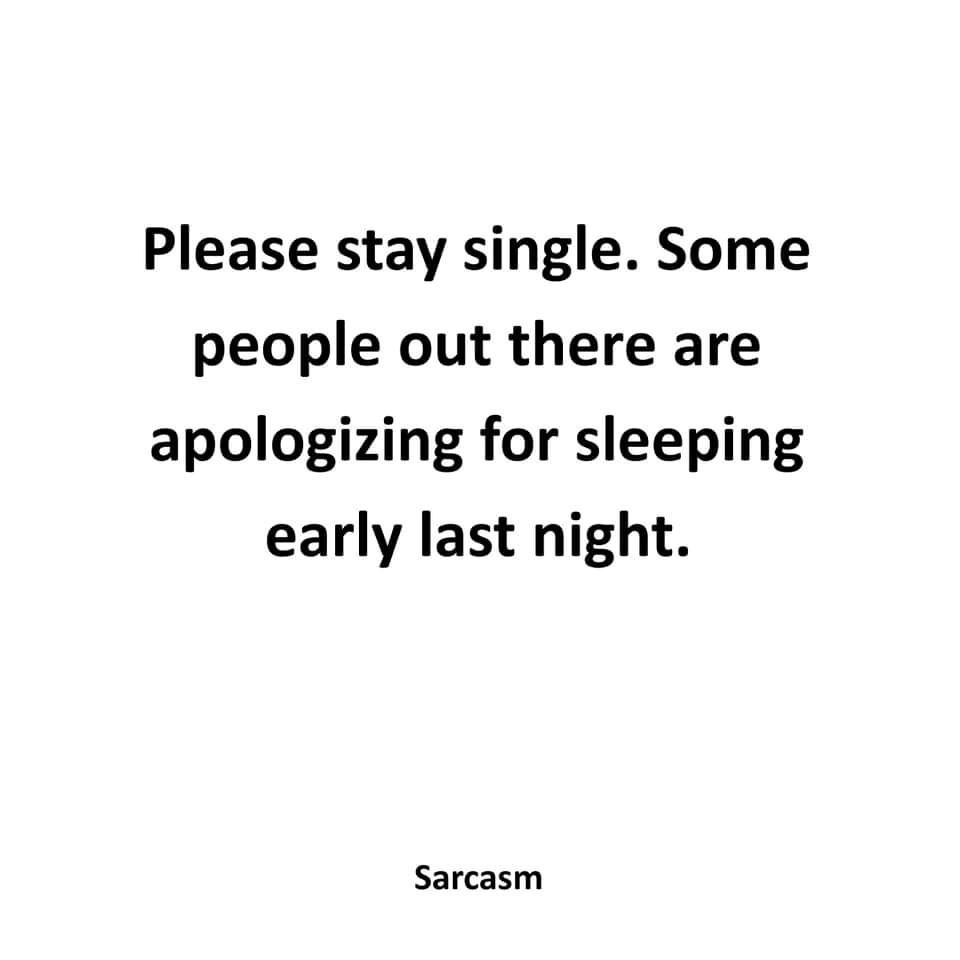 Please stay single. Some
people out there are
apologizing for sleeping
early last night.
Sarcasm